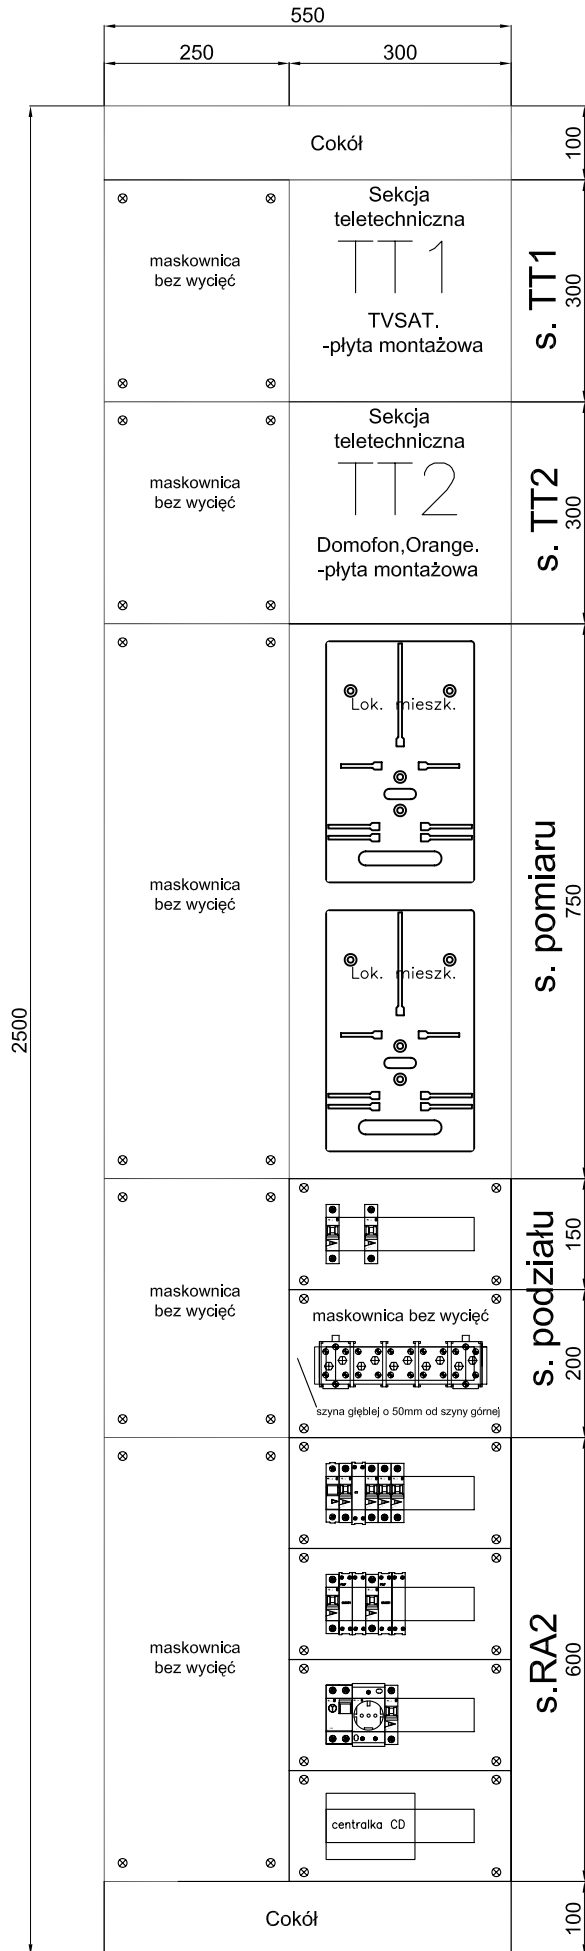 550
250
300
Cokół
100
maskownica
bez wycięć
Sekcja
teletechniczna
TT1
TVSAT.
-płyta montażowa
s. TT1
300
maskownica
bez wycięć
Sekcja
teletechniczna
TT2
Domofon,Orange.
-płyta montażowa
s. TT2
300
2500
maskownica
bez wycięć
Lok. mieszk.
Lok. mieszk.
s. pomiaru
750
maskownica
bez wycięć
150
s. podziału
maskownica bez wycięć
szyna głęblej o 50mm od szyny górnej
200
maskownica
bez wycięć
centralka CD
s.RA2
600
Cokół
100